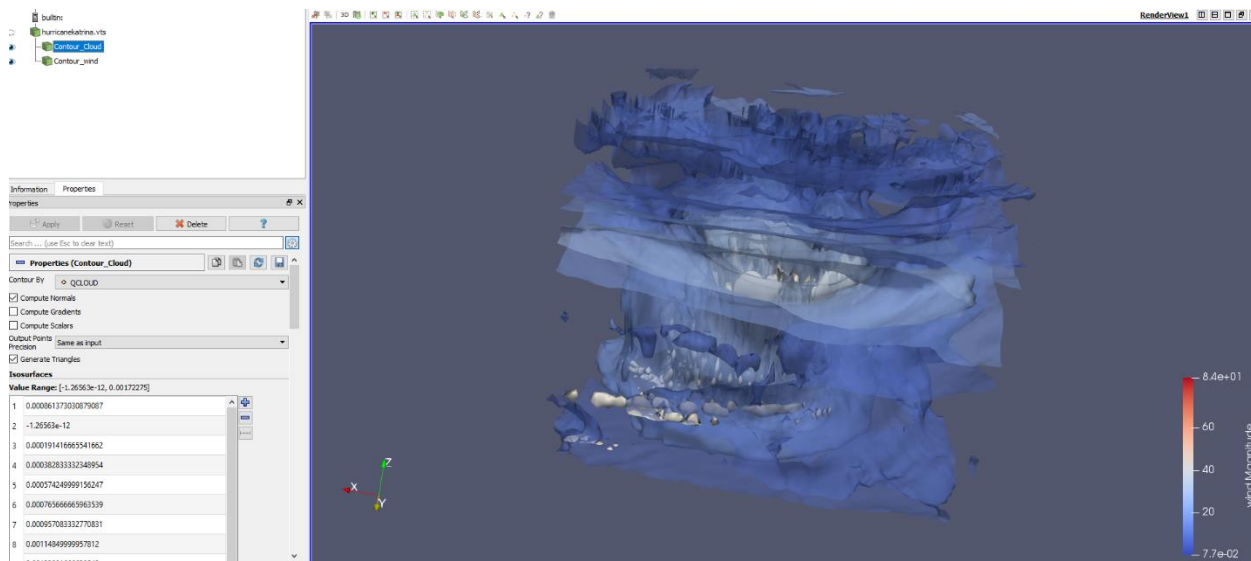 builtin:
hurricanekatrina.vts
Contour_Cloud
Contour_wind
3D
RenderView1
Information Properties
roperties
Apply Reset Delete ?
Search ... (use Esc to clear text)
Properties (Contour_Cloud)
Contour By QCLOUD
Compute Normals
Compute Gradients
Compute Scalars
Output Points Precision Same as input
Generate Triangles
Isosurfaces
Value Range: [-1.26563e-12, 0.00172275]
1 0.000861373030879087
2 -1.26563e-12
3 0.000191416665541662
4 0.000382833332348954
5 0.000574249999156247
6 0.000765666665963539
7 0.000957083332770831
8 0.00114849999957812
X
Y
Z
8.4e+01
60
40
20
7.7e-02
wind Magnitude